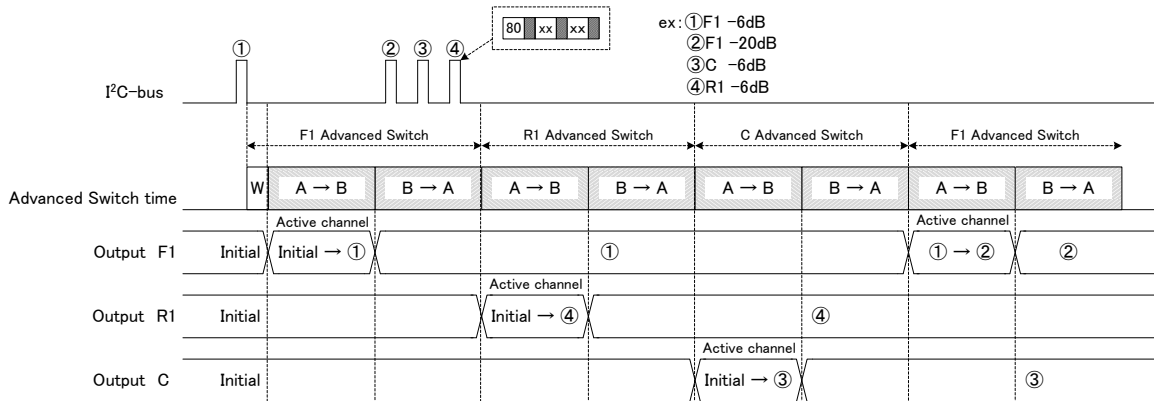 80 xx xx
ex:①F1 -6dB
②F1 -20dB
③C -6dB
④R1 -6dB
① ② ③ ④
I²C-bus
F1 Advanced Switch R1 Advanced Switch C Advanced Switch F1 Advanced Switch
Advanced Switch time W A → B B → A A → B B → A A → B B → A A → B B → A
Active channel Active channel
Output F1 Initial Initial → ① ① ① → ② ②
Active channel
Output R1 Initial Initial → ④ ④
Active channel
Output C Initial Initial → ③ ③